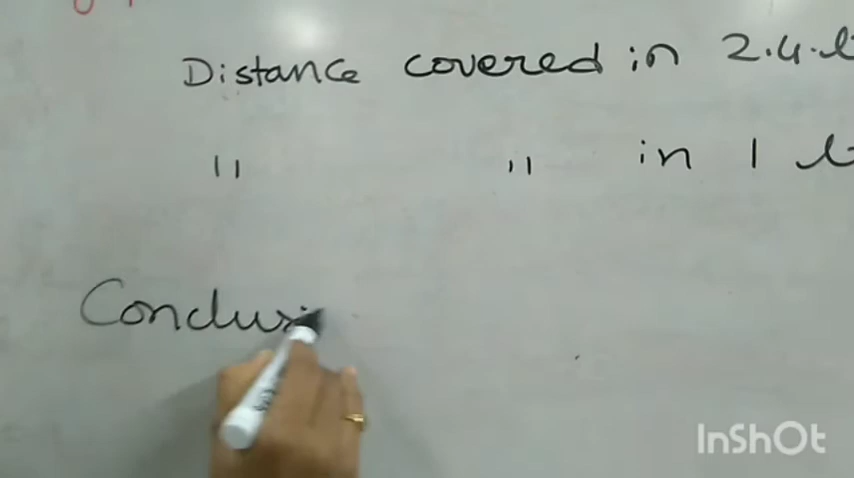 Distance covered in 2.4.l
" " in 1 l
Conclusi
InShOt